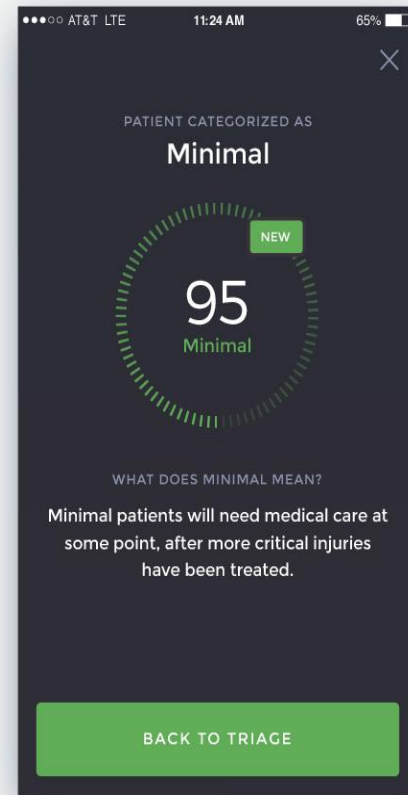 AT&T LTE 11:24 AM 65%
PATIENT CATEGORIZED AS
Minimal
NEW
95
Minimal
WHAT DOES MINIMAL MEAN?
Minimal patients will need medical care at
some point, after more critical injuries
have been treated.
BACK TO TRIAGE